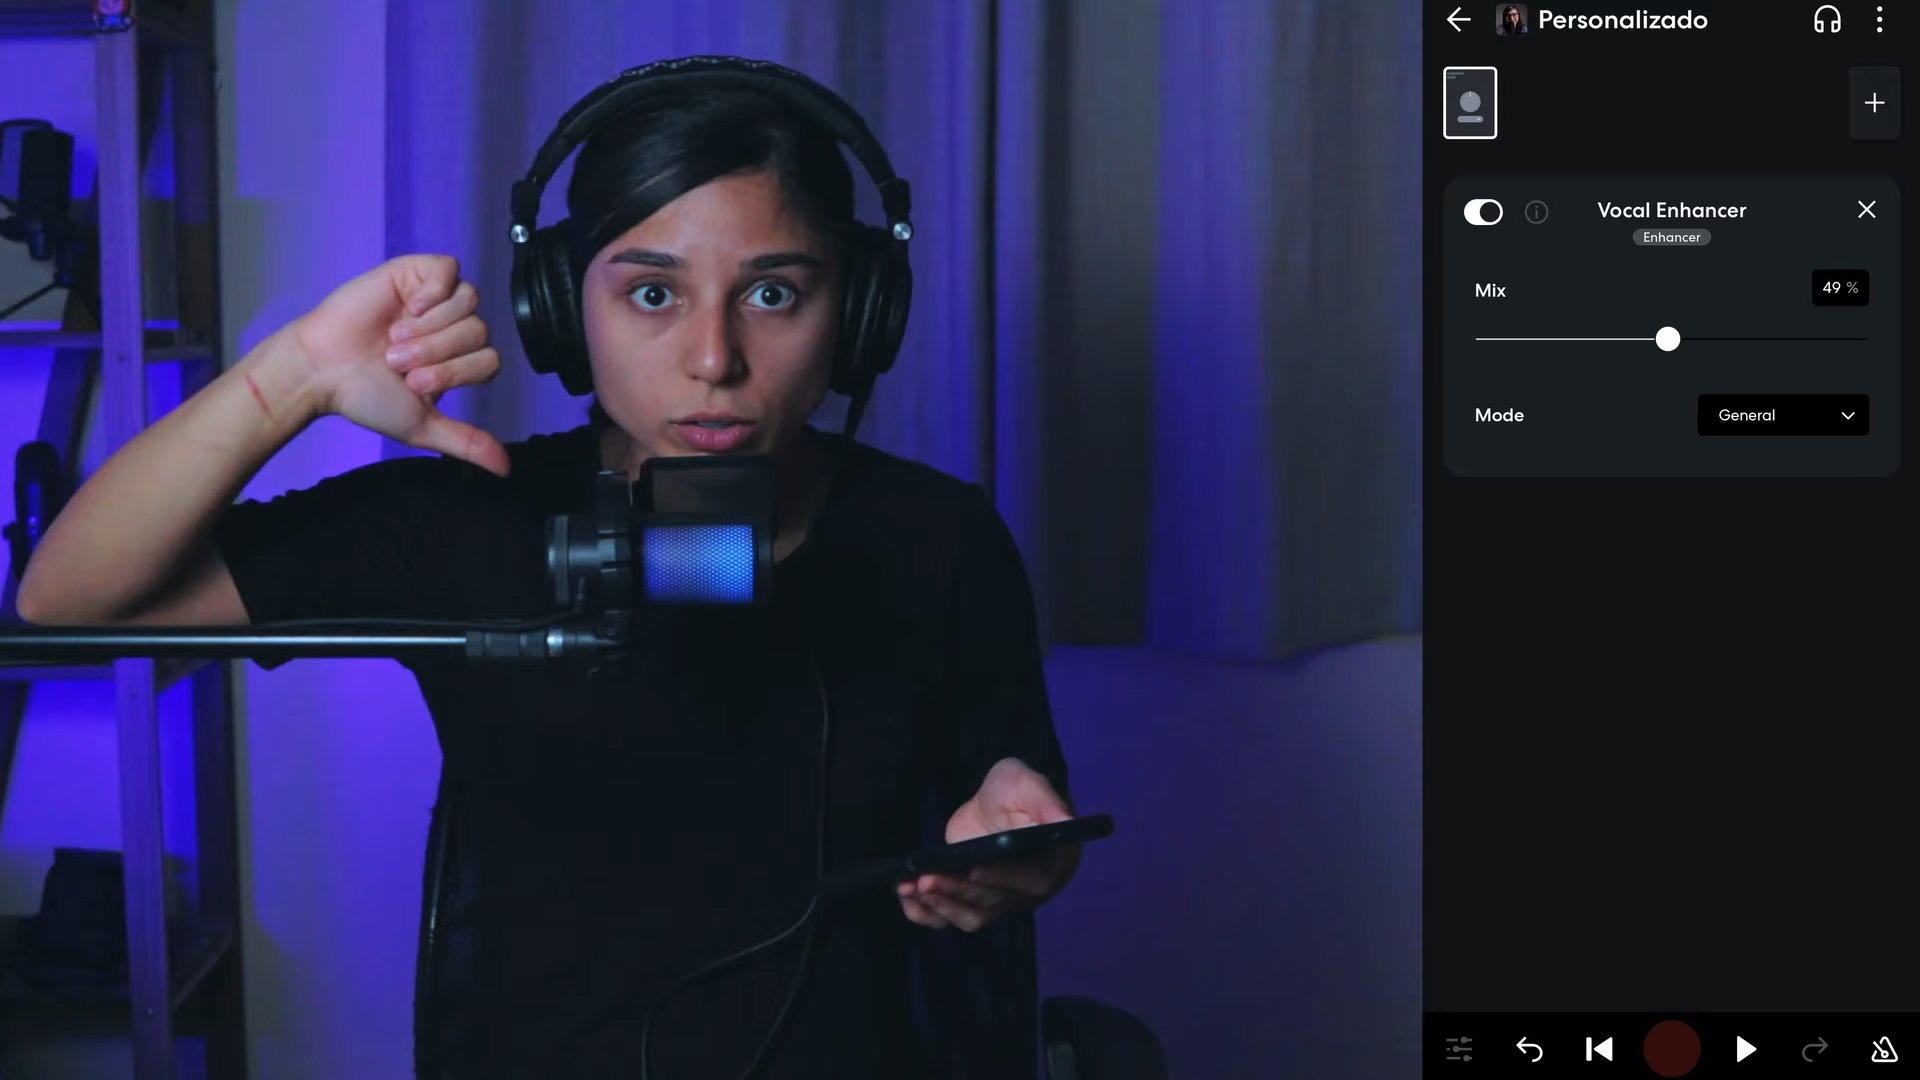 Personalizado
Vocal Enhancer
Enhancer
Mix
49 %
Mode
General